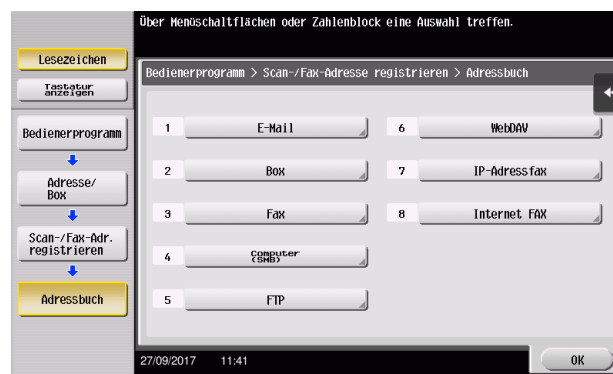 Über Menüschaltflächen oder Zahlenblock eine Auswahl treffen.
Lesezeichen
Tastatur
anzeigen
Bedienerprogramm
Adresse/
Box
Scan-/Fax-Adr.
registrieren
Adressbuch
Bedienerprogramm > Scan-/Fax-Adresse registrieren > Adressbuch
1 E-Mail
2 Box
3 Fax
4 Computer
(SMB)
5 FTP
6 WebDAV
7 IP-Adressfax
8 Internet FAX
27/09/2017 11:41
OK